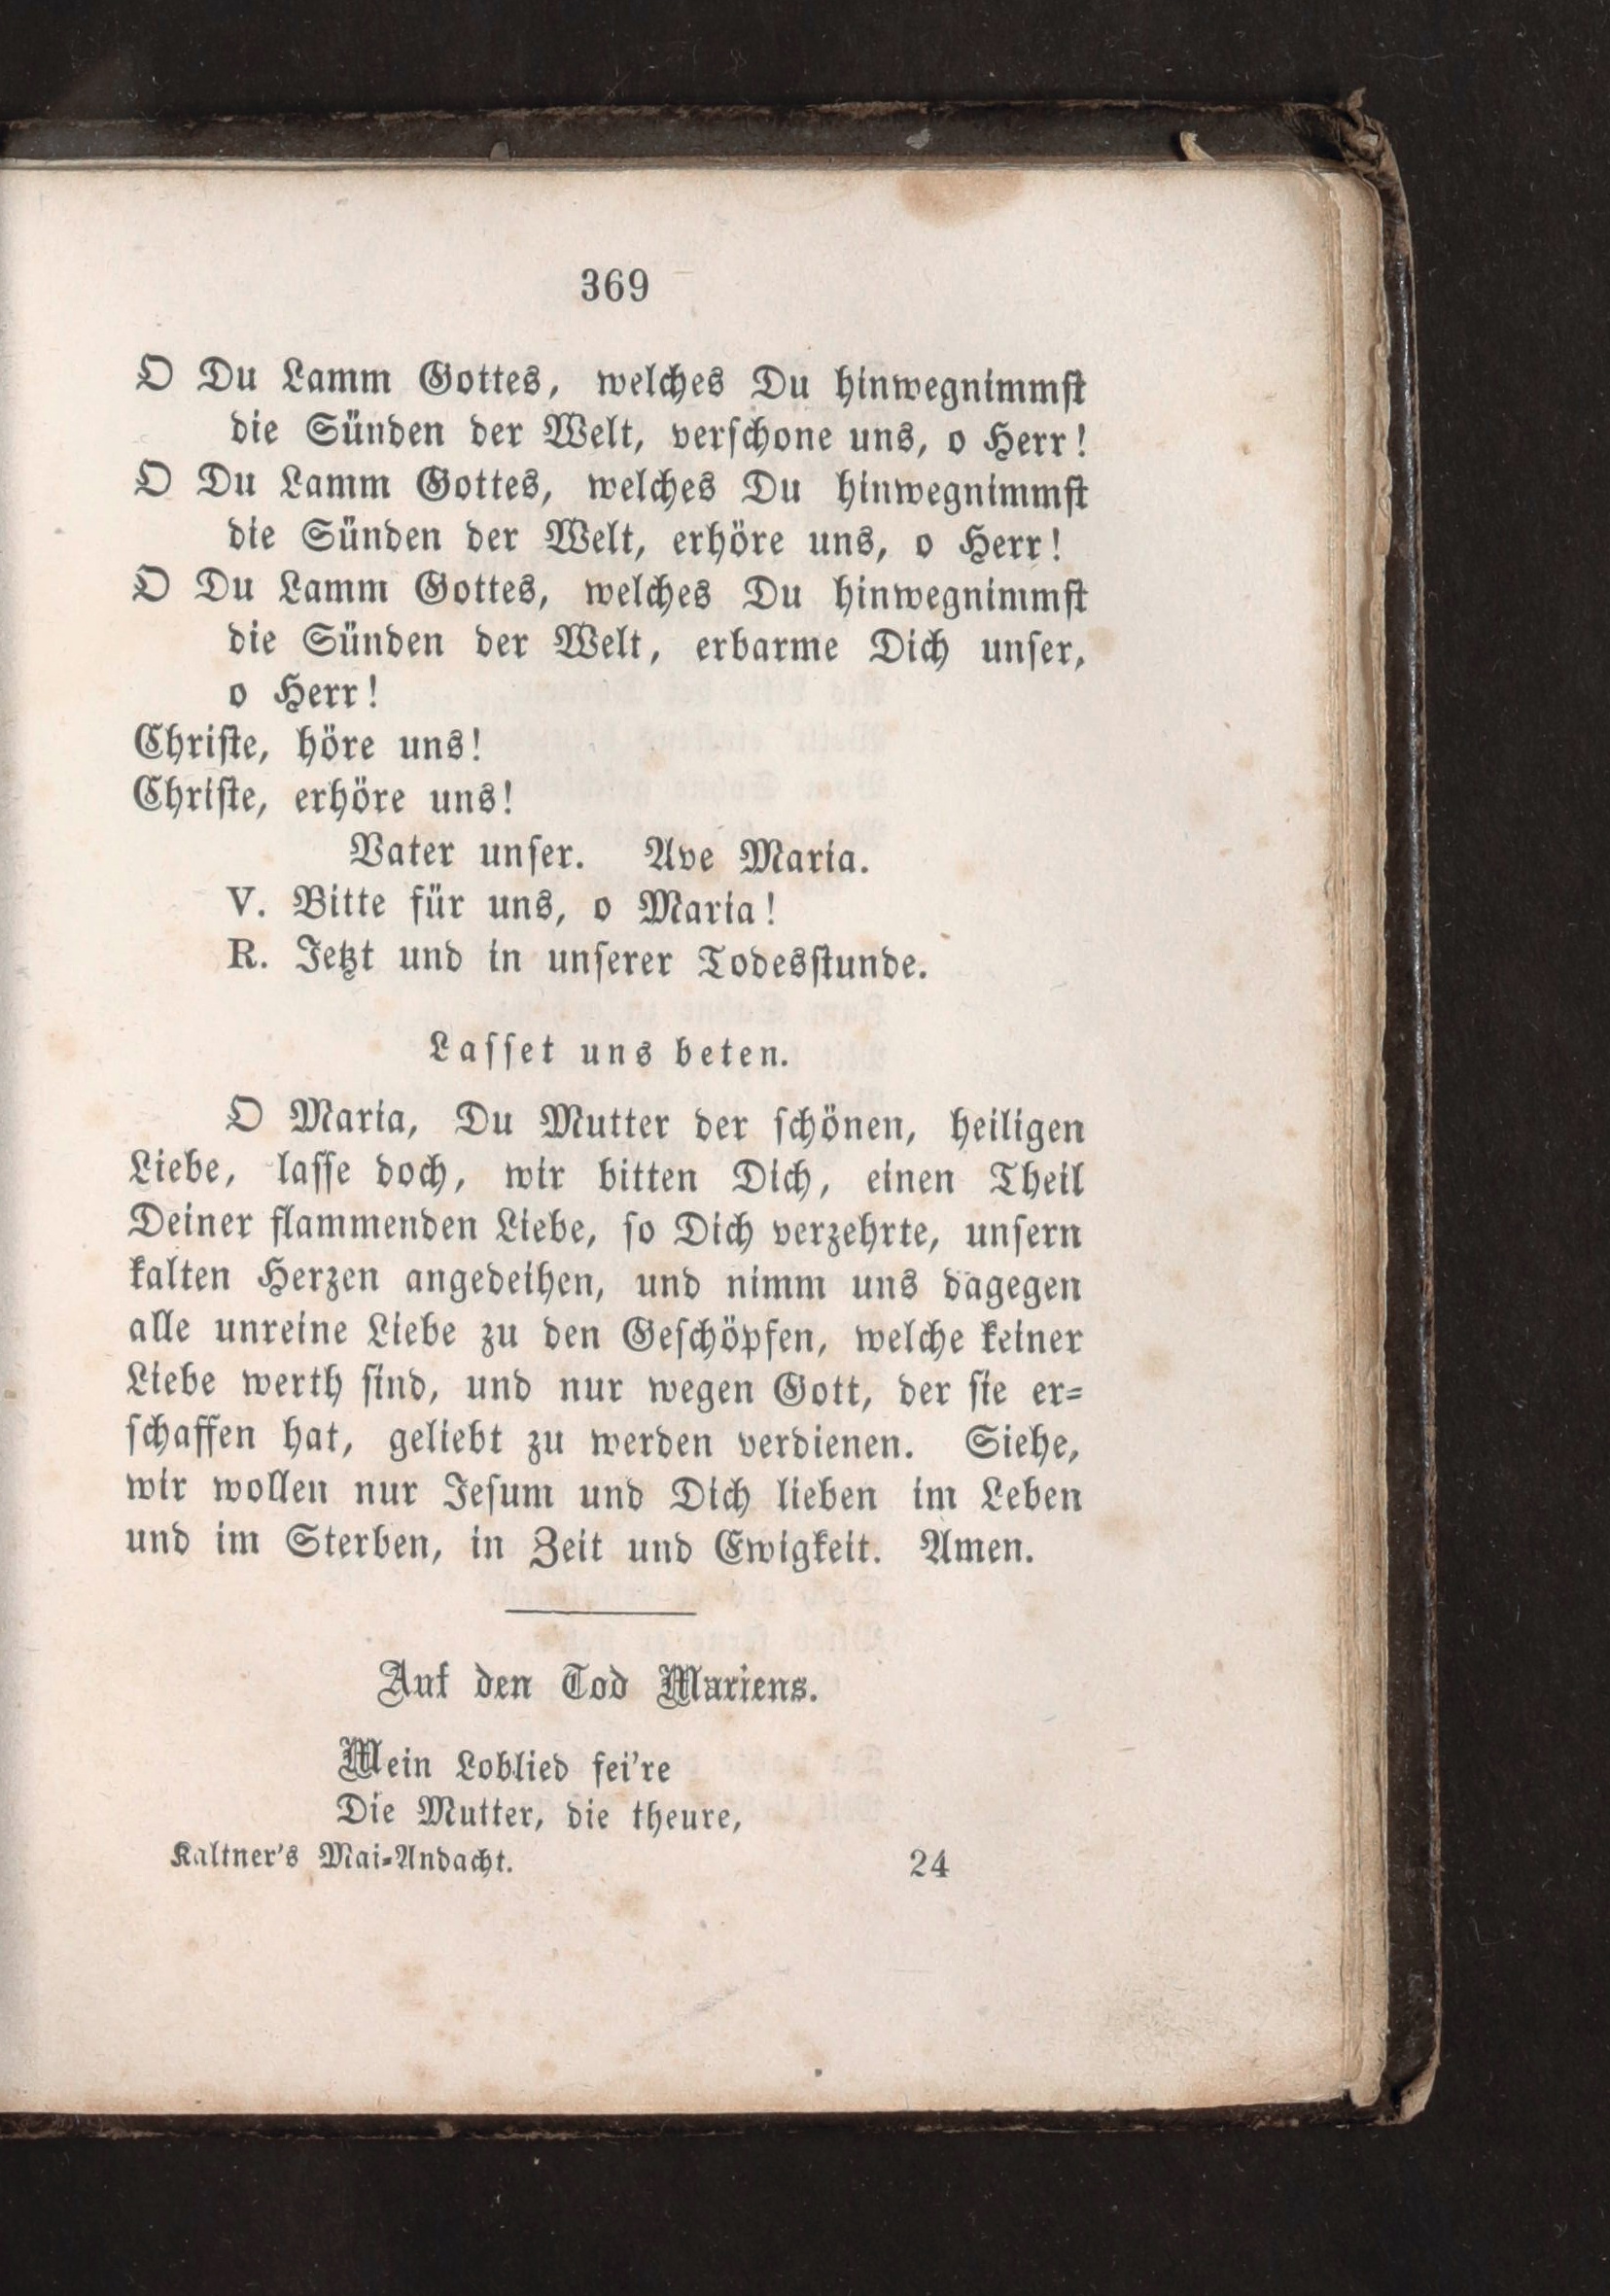 369
O Du Lamm Gottes, welches Du hinwegnimmst
die Sünden der Welt, verschone uns, o Herr!
O Du Lamm Gottes, welches Du hinwegnimmst
die Sünden der Welt, erhöre uns, o Herr!
O Du Lamm Gottes, welches Du hinwegnimmst
die Sünden der Welt, erbarme Dich unser,
o Herr!
Christe, höre uns!
Christe, erhöre uns!
Vater unser. Ave Maria.
V. Bitte für uns, o Maria!
R. Jetzt und in unserer Todesstunde.
Lasset uns beten.
O Maria, Du Mutter der schönen, heiligen
Liebe, lasse doch, wir bitten Dich, einen Theil
Deiner flammenden Liebe, so Dich verzehrte, unsern
kalten Herzen angedeihen, und nimm uns dagegen
alle unreine Liebe zu den Geschöpfen, welche keiner
Liebe werth sind, und nur wegen Gott, der sie er-
schaffen hat, geliebt zu werden verdienen. Siehe,
wir wollen nur Jesum und Dich lieben im Leben
und im Sterben, in Zeit und Ewigkeit. Amen.
Auf den Tod Mariens.
Mein Loblied fei're
Die Mutter, die theure,
Kaltner's Mai-Andacht. 24